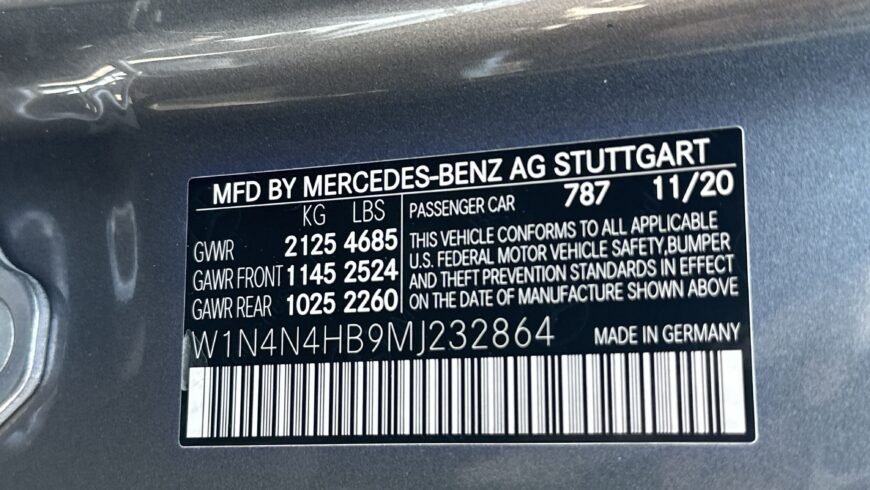 MFD BY MERCEDES-BENZ AG STUTTGART
KG LBS
GVWR 2125 4685
GAWR FRONT 1145 2524
GAWR REAR 1025 2260
PASSENGER CAR 787 11/20
THIS VEHICLE CONFORMS TO ALL APPLICABLE
U.S. FEDERAL MOTOR VEHICLE SAFETY,BUMPER
AND THEFT PREVENTION STANDARDS IN EFFECT
ON THE DATE OF MANUFACTURE SHOWN ABOVE
W1N4N4HB9MJ232864 MADE IN GERMANY